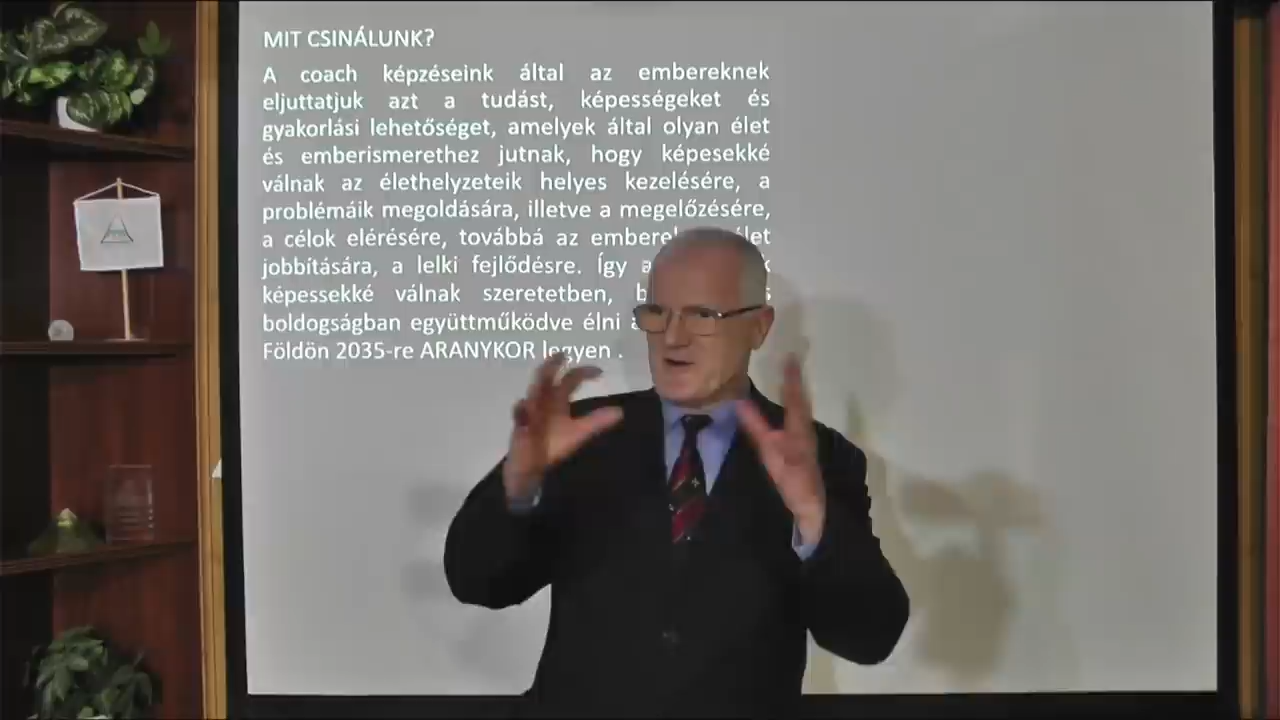 MIT CSINÁLUNK?
A coach képzéseink által az embereknek
eljuttatjuk azt a tudást, képességeket és
gyakorlási lehetőséget, amelyek által olyan élet
és emberismerethez jutnak, hogy képesekké
válnak az élethelyzeteik helyes kezelésére, a
problémáik megoldására, illetve a megelőzésére,
a célok elérésére, továbbá az
jobbítására, a lelki fejlődésre. Így
képessekké válnak szeretetben,
boldogságban együttműködve élni
Földön 2035-re ARANYKOR legyen .